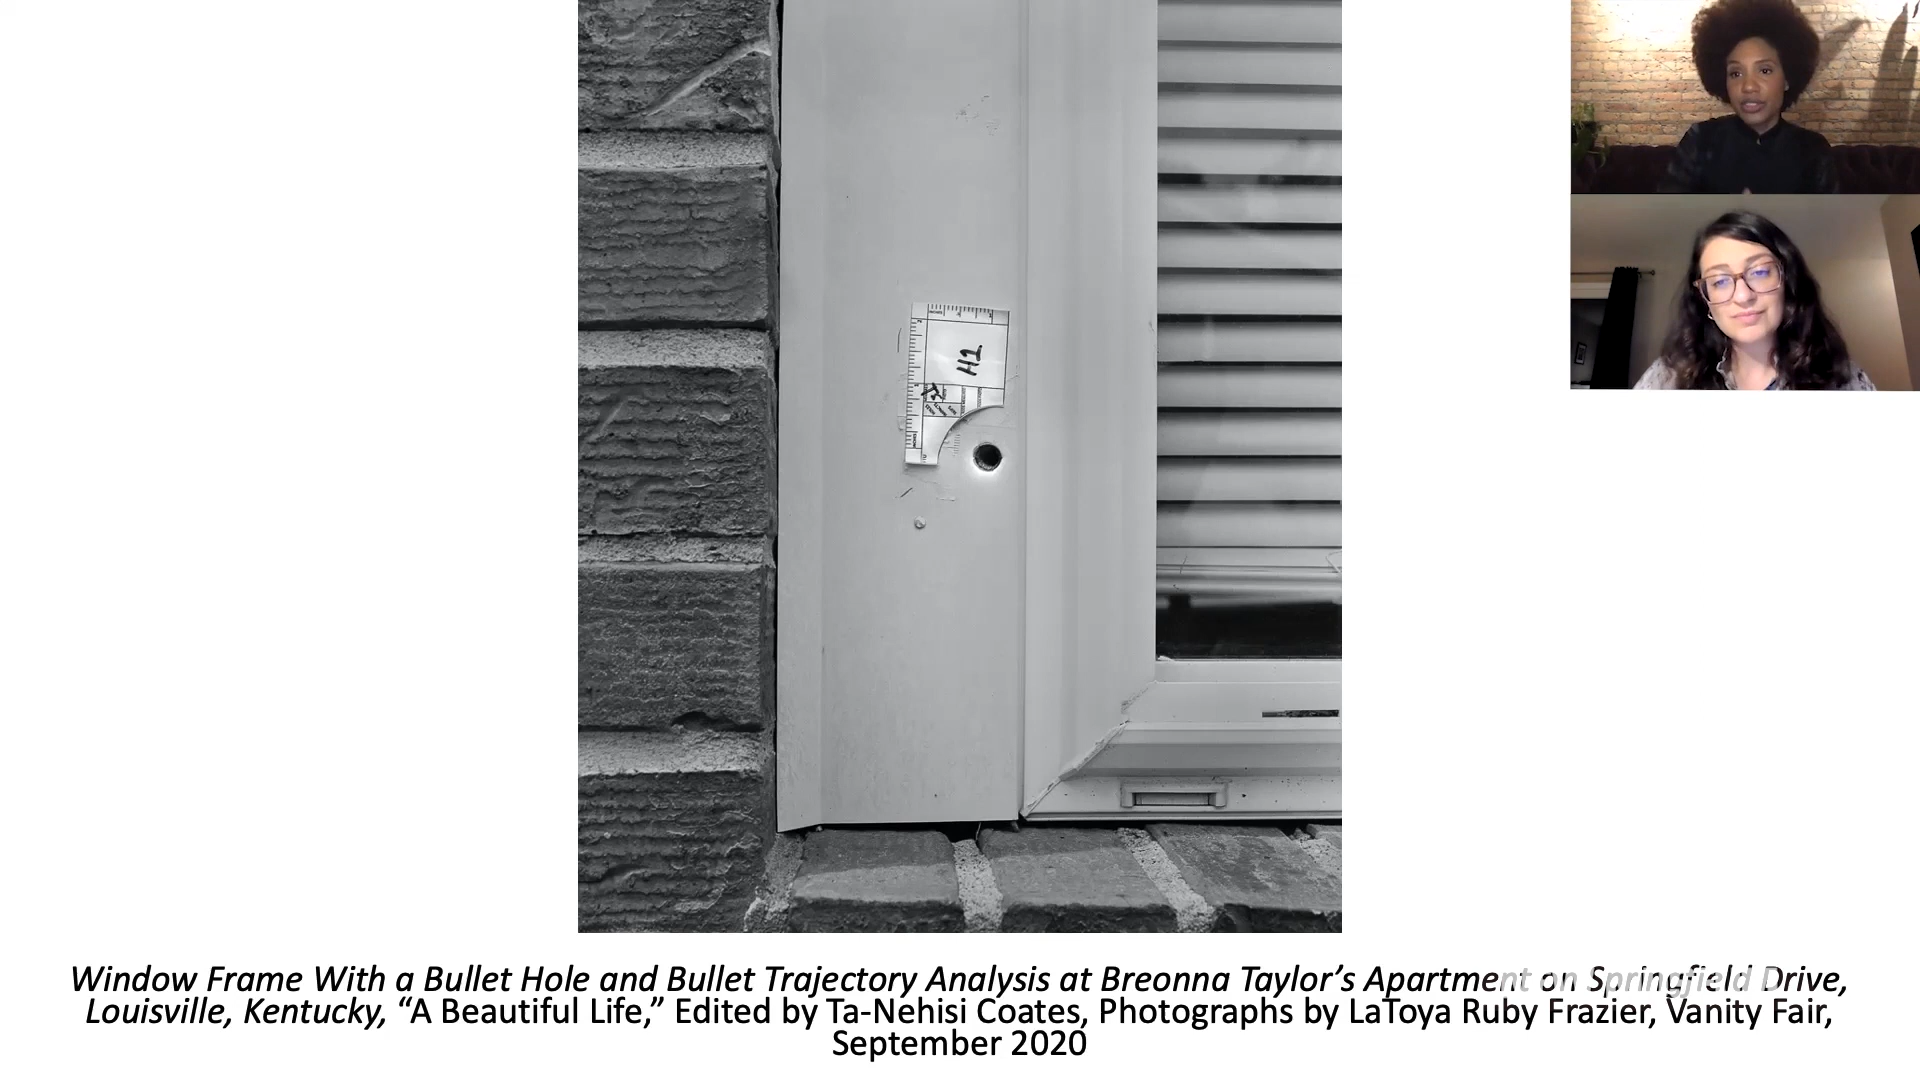 H1
Window Frame With a Bullet Hole and Bullet Trajectory Analysis at Breonna Taylor’s Apartment on Springfield Drive,
Louisville, Kentucky, “A Beautiful Life,” Edited by Ta-Nehisi Coates, Photographs by LaToya Ruby Frazier, Vanity Fair,
September 2020